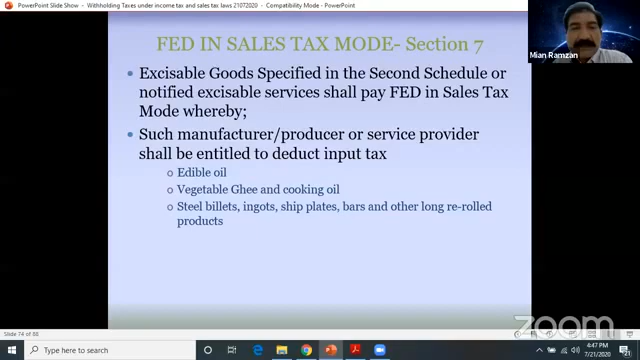 PowerPoint Slide Show - Withholding Taxes under income tax and sales tax laws 21072020 - Compatibility Mode - PowerPoint
FED IN SALES TAX MODE- Section 7
Mian Ramzan
• Excisable Goods Specified in the Second Schedule or
notified excisable services shall pay FED in Sales Tax
Mode whereby;
• Such manufacturer/producer or service provider
shall be entitled to deduct input tax
o Edible oil
o Vegetable Ghee and cooking oil
o Steel billets, ingots, ship plates, bars and other long re-rolled
products
zoom
Slide 74 of 88
Type here to search
4:47 PM
7/21/2020